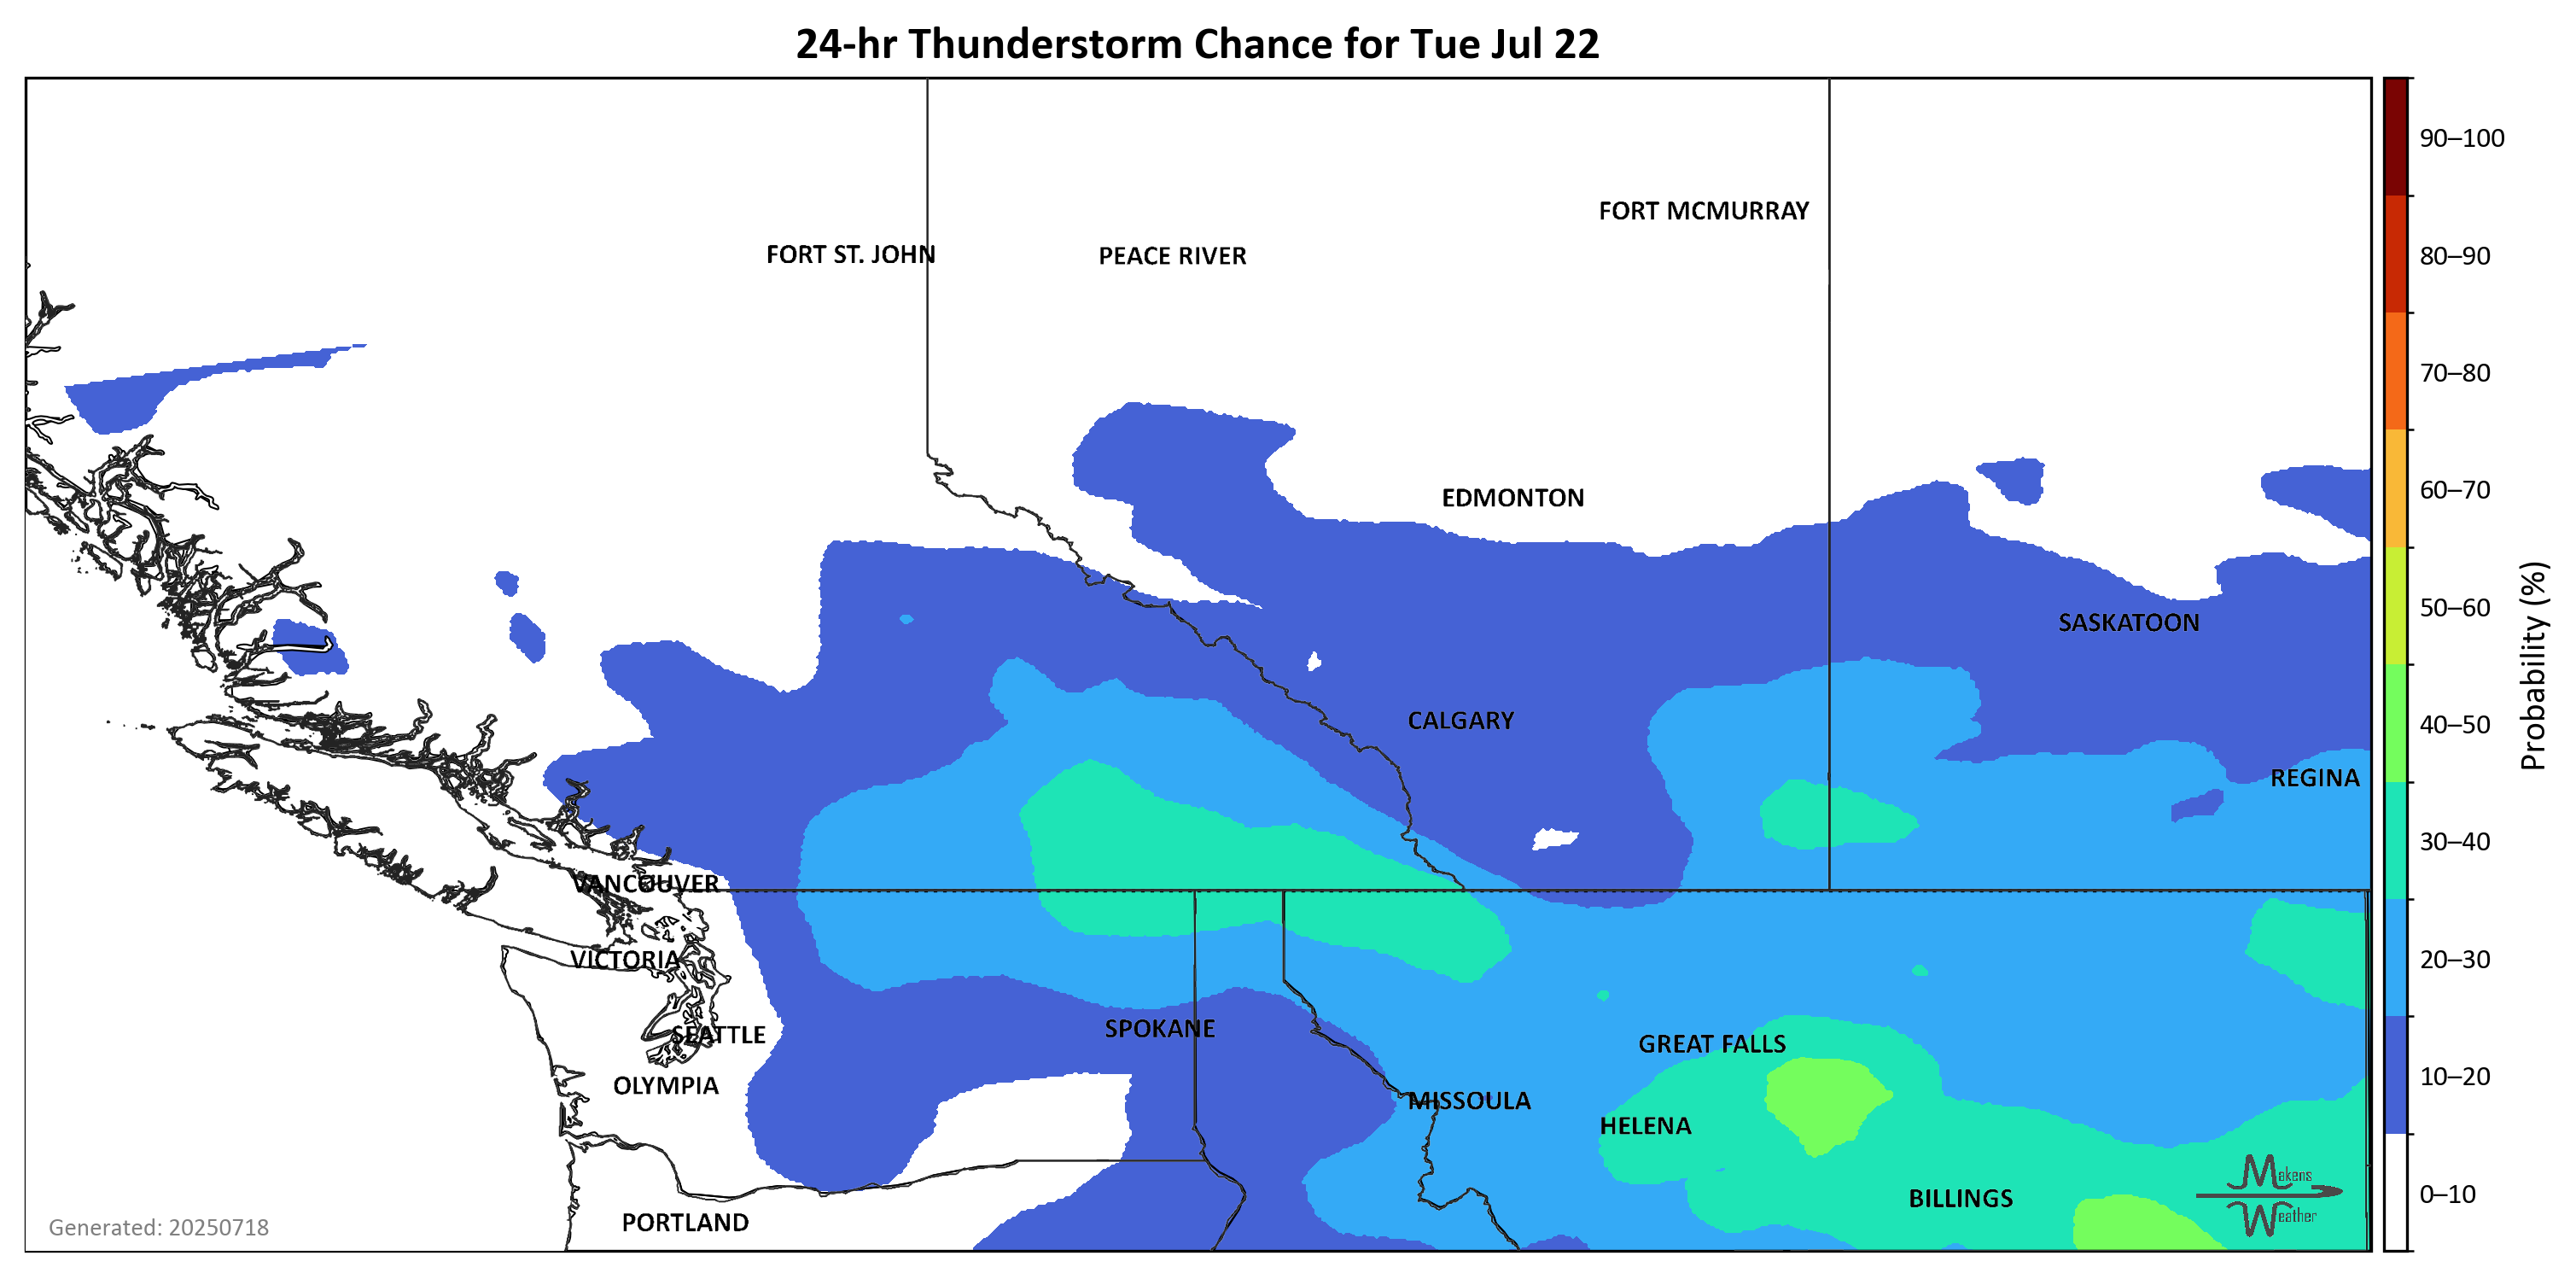 24-hr Thunderstorm Chance for Tue Jul 22
FORT MCMURRAY
FORT ST. JOHN
PEACE RIVER
EDMONTON
SASKATOON
CALGARY
REGINA
VANCOUVER
VICTORIA
SPOKANE
SEATTLE
GREAT FALLS
OLYMPIA
MISSOULA
HELENA
BILLINGS
PORTLAND
Generated: 20250718
Makens
Weather
90–100
80–90
70–80
60–70
50–60
40–50
30–40
20–30
10–20
0–10
Probability (%)